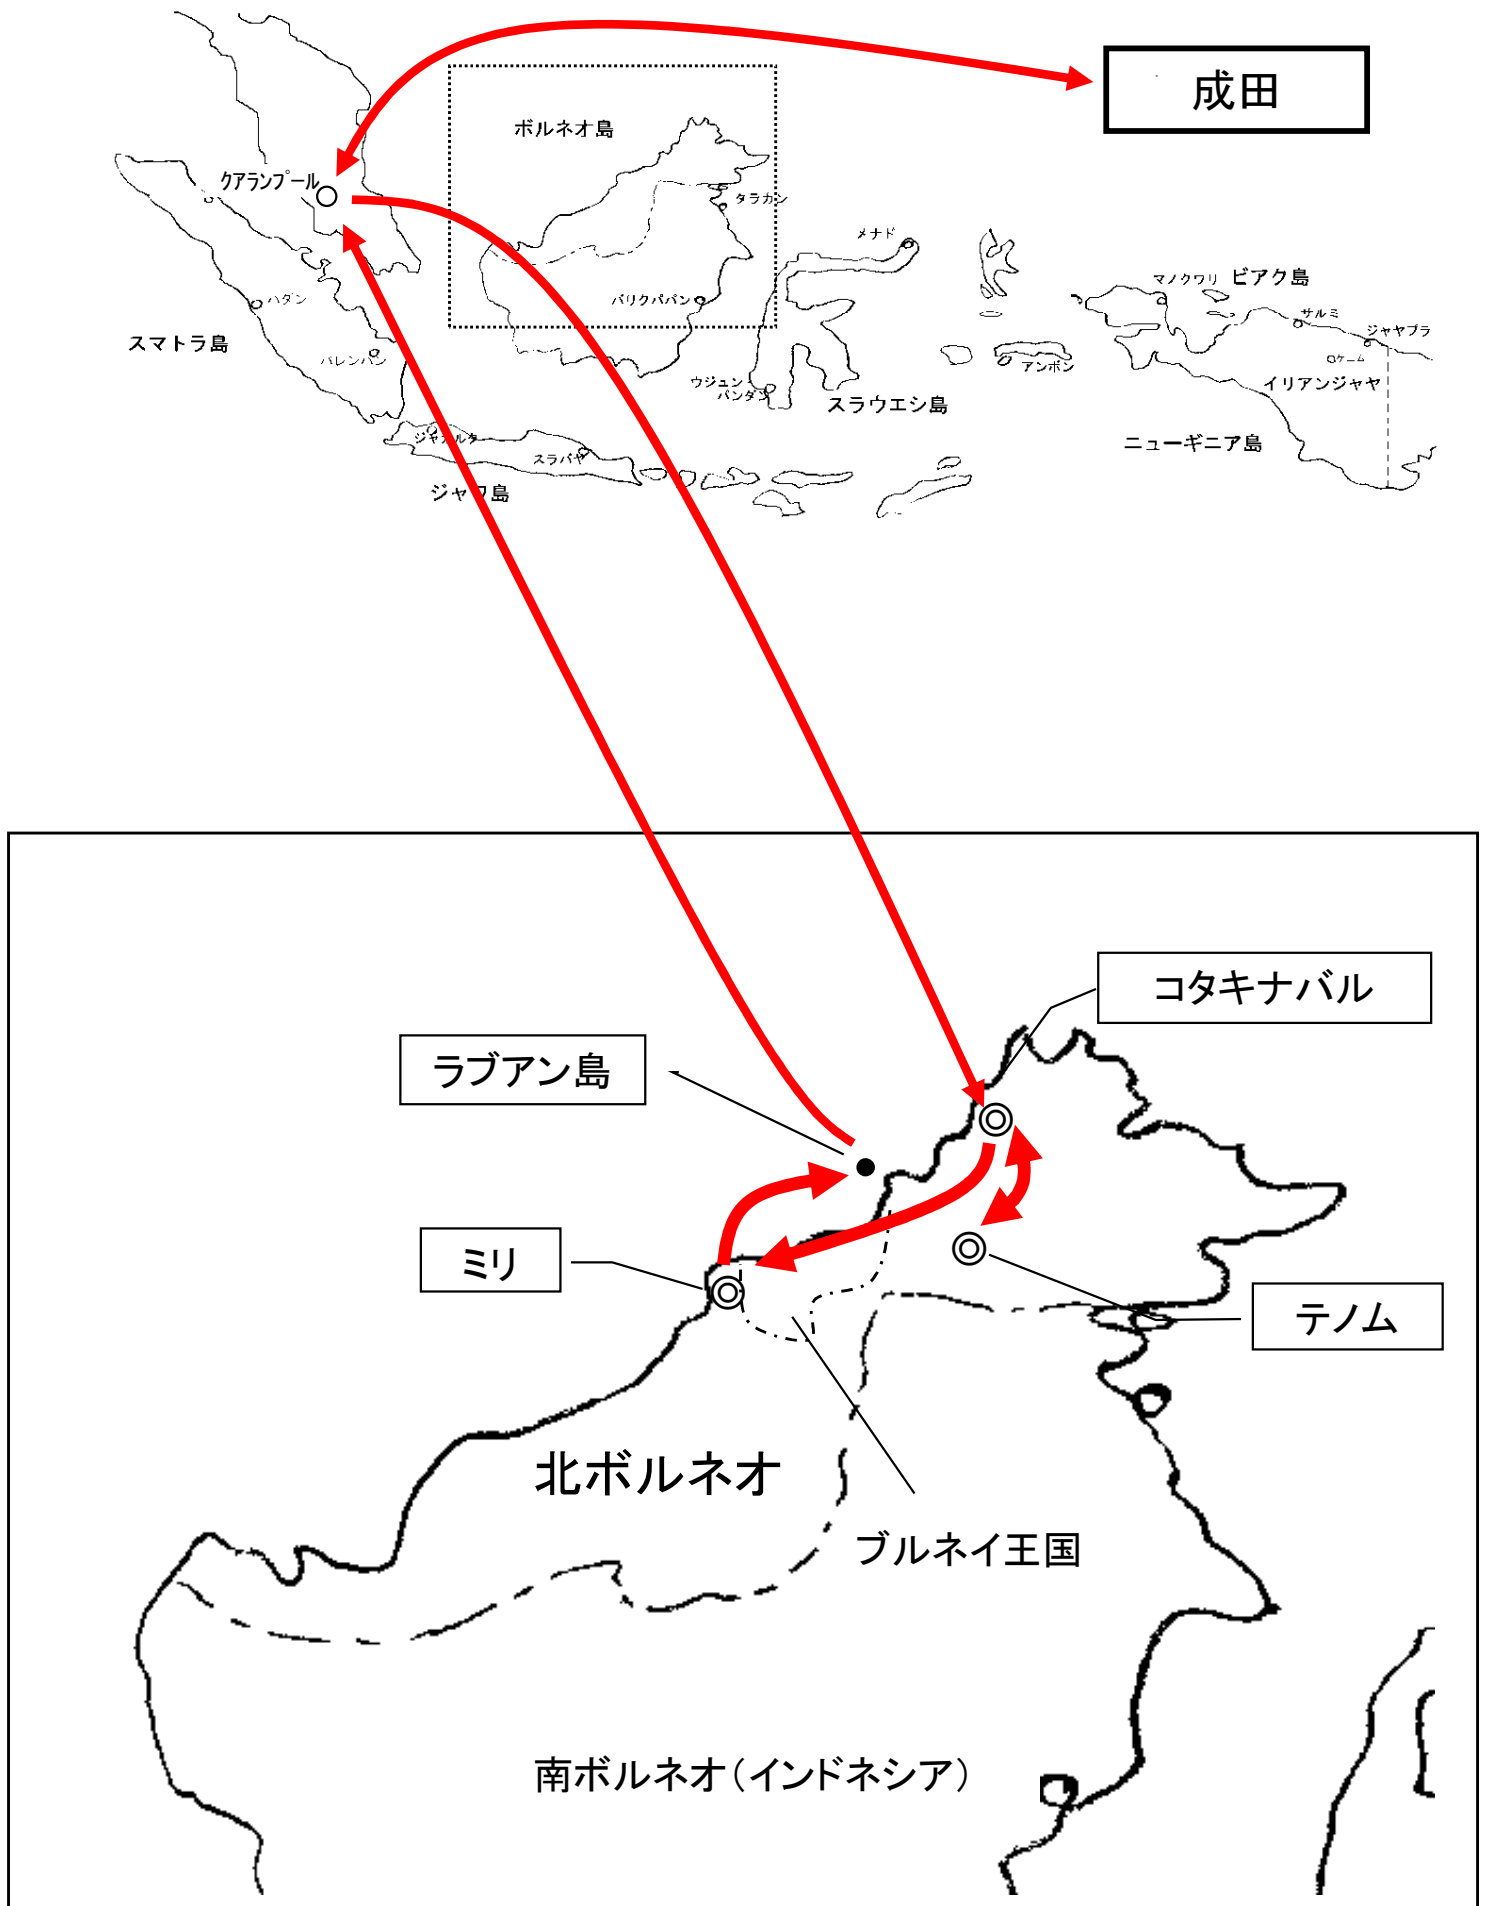 成田
ボルネオ島
クアランプール
タラカン
メナド
マノクワリ
ビアク島
バリクパパン
ハダン
サルミ
ジャヤプラ
スマトラ島
パレンバン
ゲーム
アンボン
イリアンジャヤ
ウジュン
パンダン
スラウエシ島
ジャカルタ
スラバヤ
ニューギニア島
ジャワ島
コタキナバル
ラブアン島
ミリ
テノム
北ボルネオ
ブルネイ王国
南ボルネオ（インドネシア）